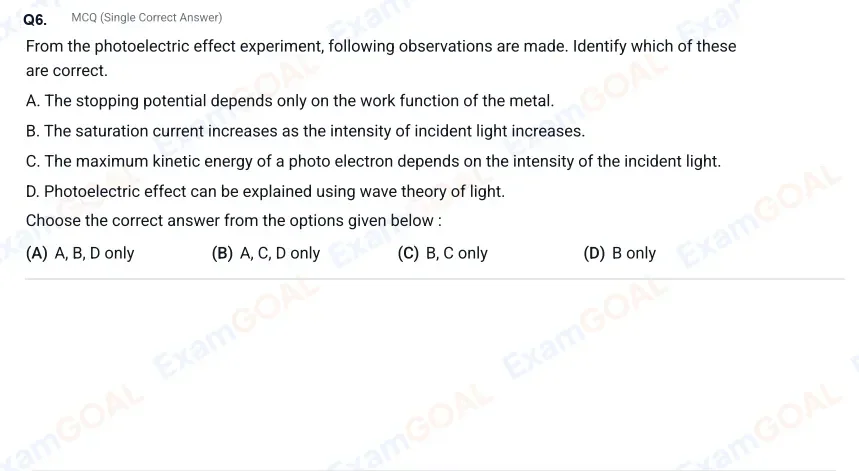 Q6. MCQ (Single Correct Answer)
From the photoelectric effect experiment, following observations are made. Identify which of these
are correct.
A. The stopping potential depends only on the work function of the metal.
B. The saturation current increases as the intensity of incident light increases.
C. The maximum kinetic energy of a photo electron depends on the intensity of the incident light.
D. Photoelectric effect can be explained using wave theory of light.
Choose the correct answer from the options given below :
(A) A, B, D only (B) A, C, D only (C) B, C only (D) B only
ExamGOAL ExamGOAL